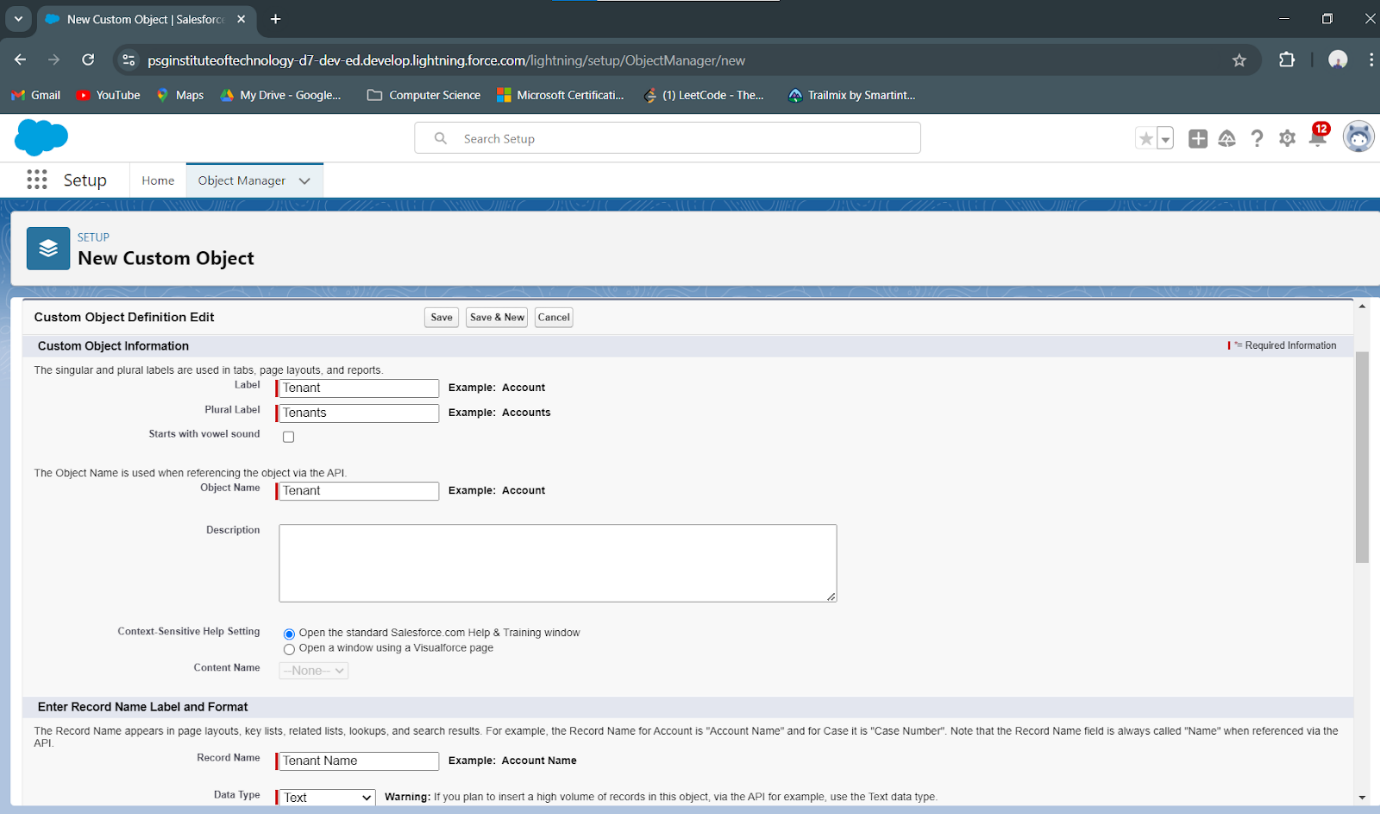 New Custom Object | Salesforc
psginstituteoftechnology-d7-dev-ed.develop.lightning.force.com/lightning/setup/ObjectManager/new
Gmail YouTube Maps My Drive - Google... Computer Science Microsoft Certificati... (1) LeetCode - The... Trailmix by Smartint...
Search Setup 12
Setup Home Object Manager
SETUP
New Custom Object
Custom Object Definition Edit Save Save & New Cancel
Custom Object Information *= Required Information
The singular and plural labels are used in tabs, page layouts, and reports.
Label Tenant Example: Account
Plural Label Tenants Example: Accounts
Starts with vowel sound
The Object Name is used when referencing the object via the API.
Object Name Tenant Example: Account
Description
Context-Sensitive Help Setting Open the standard Salesforce.com Help & Training window
Open a window using a Visualforce page
Content Name --None--
Enter Record Name Label and Format
The Record Name appears in page layouts, key lists, related lists, lookups, and search results. For example, the Record Name for Account is "Account Name" and for Case it is "Case Number". Note that the Record Name field is always called "Name" when referenced via the
API.
Record Name Tenant Name Example: Account Name
Data Type Text Warning: If you plan to insert a high volume of records in this object, via the API for example, use the Text data type.